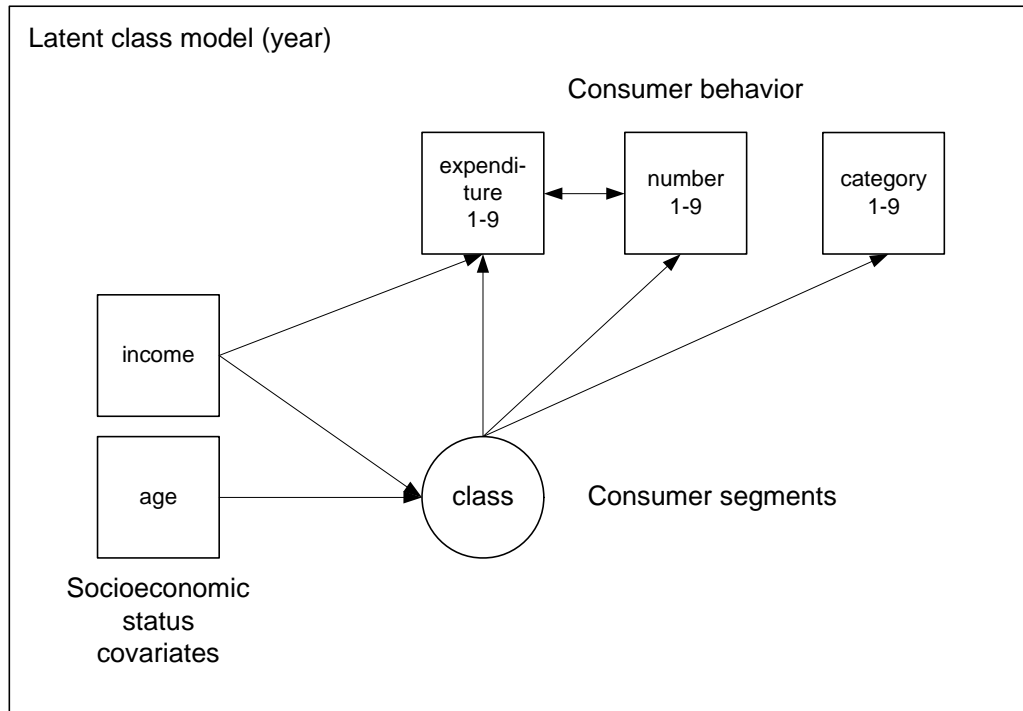 Latent class model (year)
Consumer behavior
expendi-
ture
1-9
number
1-9
category
1-9
income
age
class
Consumer segments
Socioeconomic
status
covariates